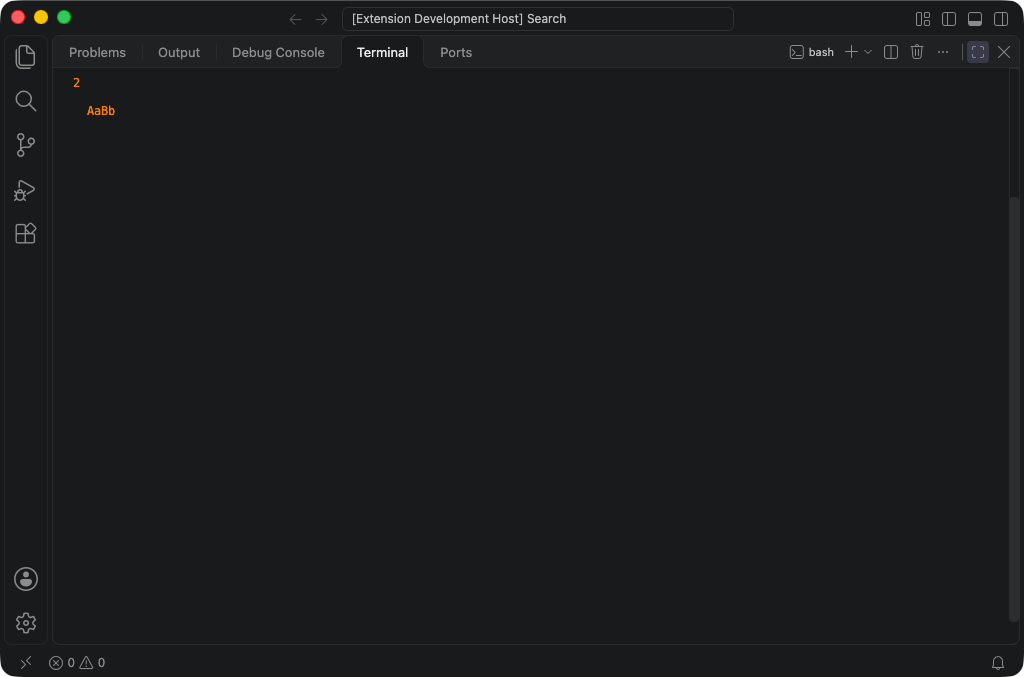 [Extension Development Host] Search
Problems Output Debug Console Terminal Ports bash
2
AaBb
0 0